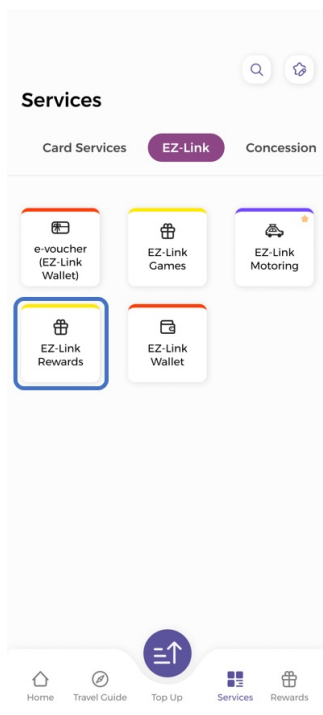 Services
Card Services
EZ-Link
Concession
e-voucher
(EZ-Link
Wallet)
EZ-Link
Games
EZ-Link
Motoring
EZ-Link
Rewards
EZ-Link
Wallet
Home
Travel Guide
Top Up
Services
Rewards